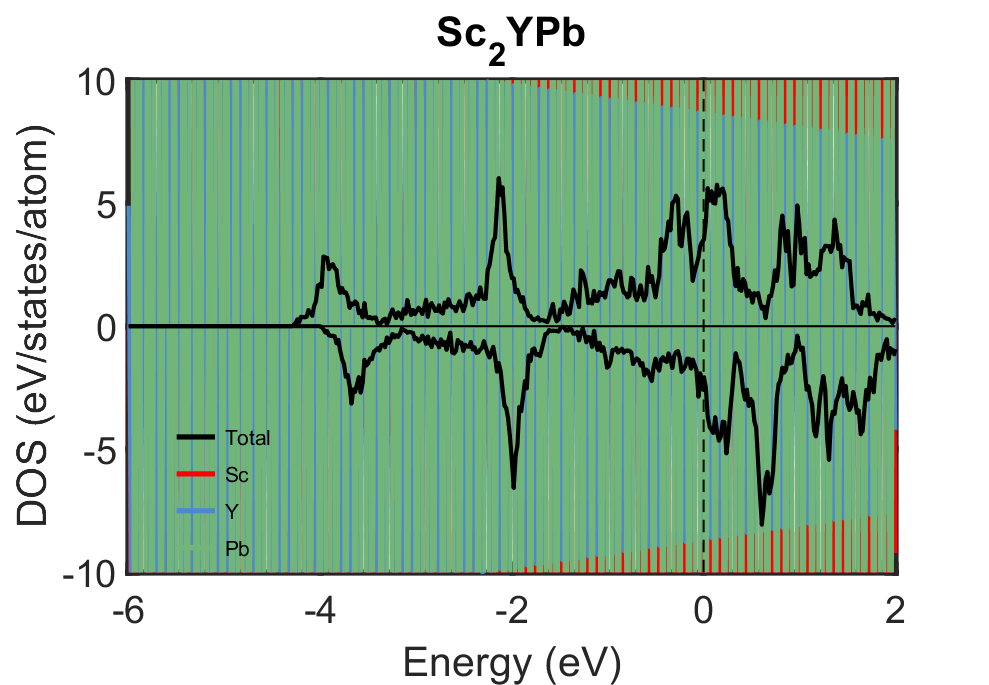 Sc₂YPb
DOS (eV/states/atom)
10
5
0
-5
-10
Total
Sc
Y
Pb
-6 -4 -2 0 2
Energy (eV)